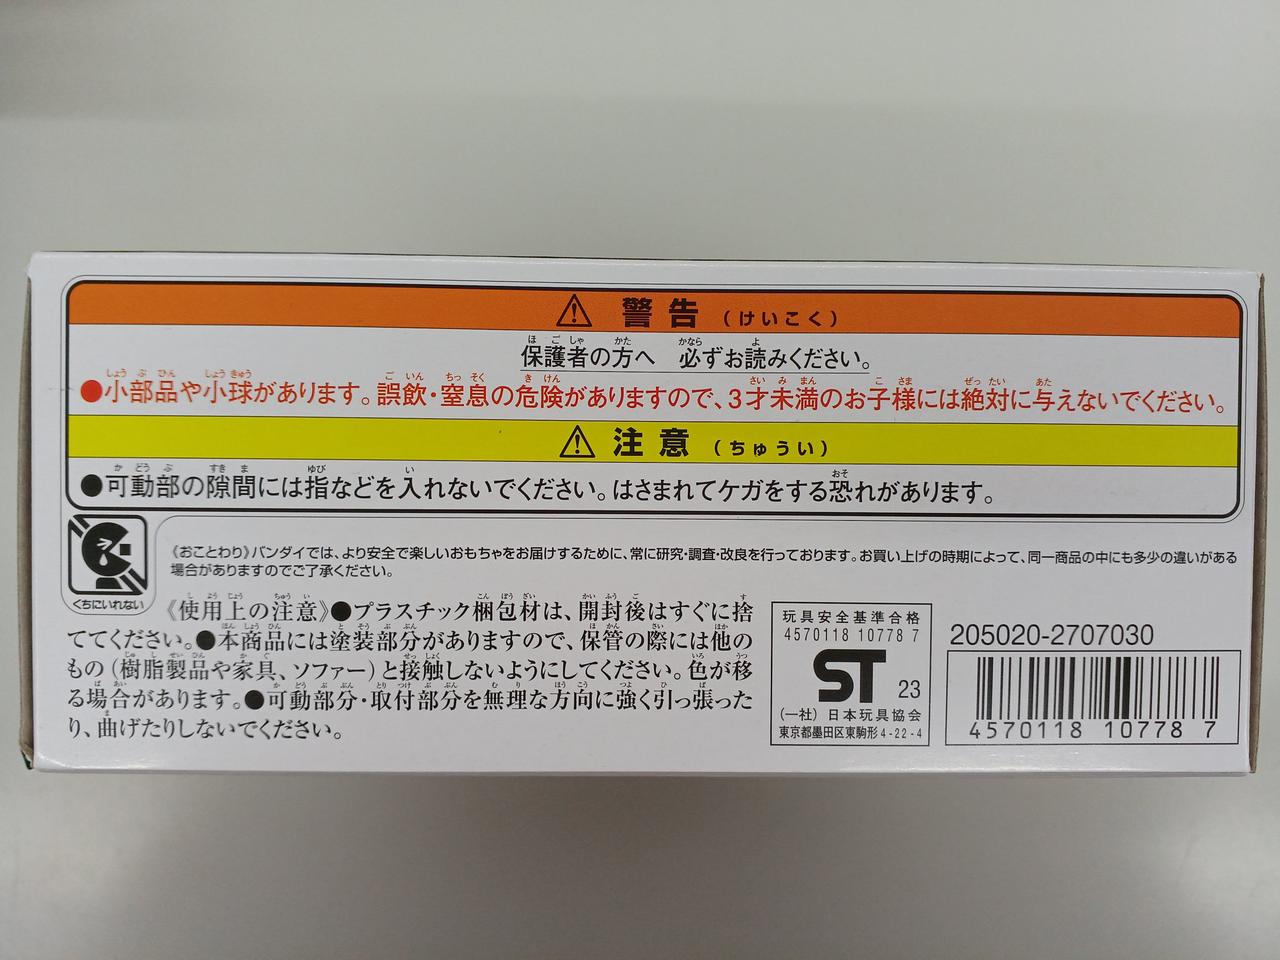 警告（けいこく）
保護者の方へ　必ずお読みください。
●小部品や小球があります。誤飲・窒息の危険がありますので、3才未満のお子様には絶対に与えないでください。
注意（ちゅうい）
●可動部の隙間には指などを入れないでください。はさまれてケガをする恐れがあります。
くちにいれない
《おことわり》バンダイでは、より安全で楽しいおもちゃをお届けするために、常に研究・調査・改良を行っております。お買い上げの時期によって、同一商品の中にも多少の違いがある
場合がありますのでご了承ください。
《使用上の注意》●プラスチック梱包材は、開封後はすぐに捨
ててください。●本商品には塗装部分がありますので、保管の際には他の
もの（樹脂製品や家具、ソファー）と接触しないようにしてください。色が移
る場合があります。●可動部分・取付部分を無理な方向に強く引っ張った
り、曲げたりしないでください。
玩具安全基準合格
4570118 10778 7
ST 23
（一社）日本玩具協会
東京都墨田区東駒形4-22-4
205020-2707030
4570118 10778 7